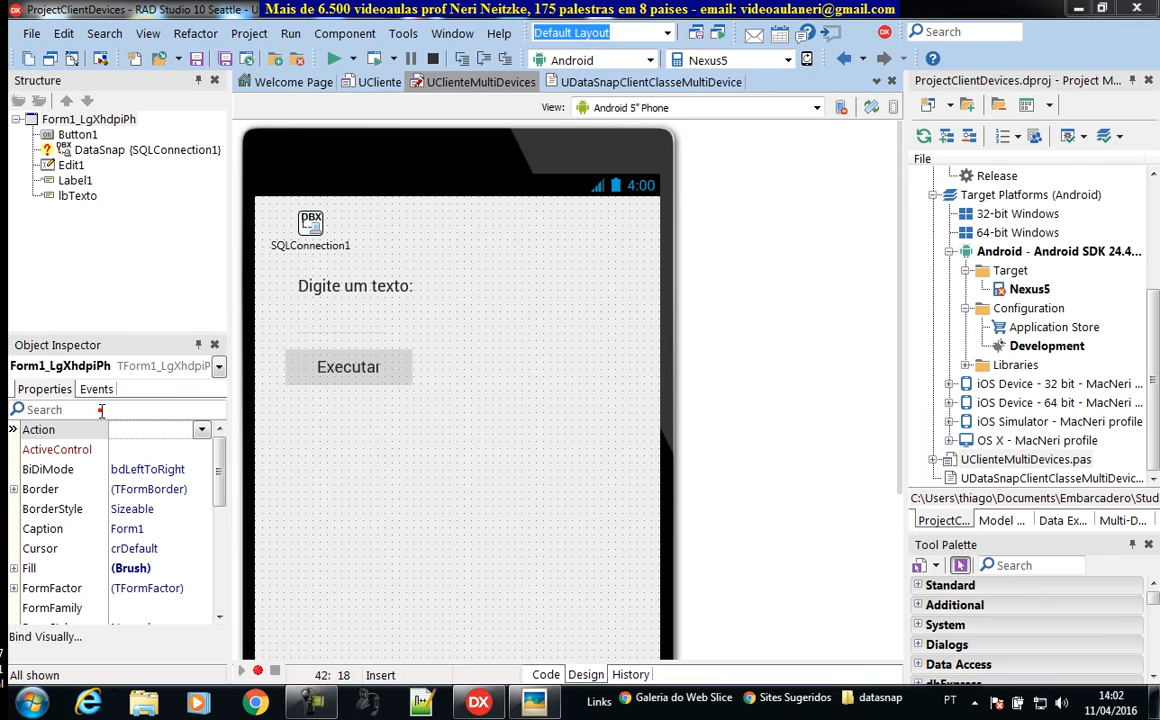 ProjectClientDevices - RAD Studio 10 Seattle -
Mais de 6.500 videoaulas prof Neri Neitzke, 175 palestras em 8 paises - email: videoaulaneri@gmail.com
File Edit Search View Refactor Project Run Component Tools Window Help
Default Layout
Search
Android
Nexus5
Structure
Welcome Page UCliente UClienteMultiDevices UDataSnapClientClasseMultiDevice
ProjectClientDevices.dproj - Project M...
View: Android 5" Phone
Form1_LgXhdpiPh
Button1
DataSnap {SQLConnection1}
Edit1
Label1
lbTexto
4:00
DBX
SQLConnection1
Digite um texto:
Executar
File
Release
Target Platforms (Android)
32-bit Windows
64-bit Windows
Android - Android SDK 24.4...
Target
Nexus5
Configuration
Application Store
Development
Libraries
iOS Device - 32 bit - MacNeri ...
iOS Device - 64 bit - MacNeri ...
iOS Simulator - MacNeri profile
OS X - MacNeri profile
UClienteMultiDevices.pas
UDataSnapClientClasseMultiDevic...
C:\Users\thiago\Documents\Embarcadero\Stud
ProjectC... Model ... Data Ex... Multi-D...
Object Inspector
Form1_LgXhdpiPh TForm1_LgXhdpiP
Properties Events
Search
Action
ActiveControl
BiDiMode bdLeftToRight
Border (TFormBorder)
BorderStyle Sizeable
Caption Form1
Cursor crDefault
Fill (Brush)
FormFactor (TFormFactor)
FormFamily
Bind Visually...
All shown
42: 18 Insert
Code Design History
Tool Palette
Search
Standard
Additional
System
Dialogs
Data Access
Links Galeria do Web Slice Sites Sugeridos datasnap
PT
14:02
11/04/2016